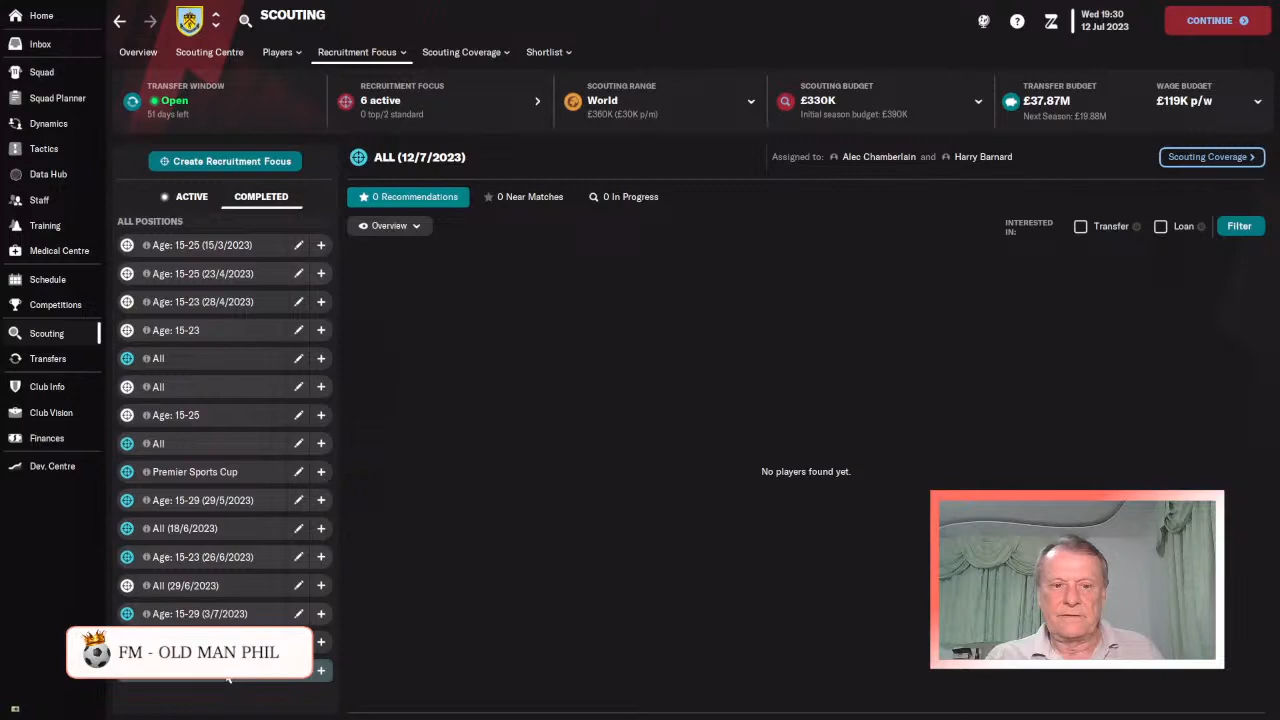 Home
SCOUTING
Wed 19:30
12 Jul 2023
CONTINUE
Inbox
Overview
Scouting Centre
Players
Recruitment Focus
Scouting Coverage
Shortlist
Squad
Squad Planner
Dynamics
Tactics
Data Hub
Staff
Training
Medical Centre
Schedule
Competitions
Scouting
Transfers
Club Info
Club Vision
Finances
Dev. Centre
TRANSFER WINDOW
Open
51 days left
RECRUITMENT FOCUS
6 active
0 top/2 standard
SCOUTING RANGE
World
£360K (£30K p/m)
SCOUTING BUDGET
£330K
Initial season budget: £390K
TRANSFER BUDGET
£37.87M
Next Season: £19.88M
WAGE BUDGET
£119K p/w
Create Recruitment Focus
ACTIVE
COMPLETED
ALL POSITIONS
Age: 15-25 (15/3/2023)
Age: 15-25 (23/4/2023)
Age: 15-23 (28/4/2023)
Age: 15-23
All
All
Age: 15-25
All
Premier Sports Cup
Age: 15-29 (29/5/2023)
All (18/6/2023)
Age: 15-23 (26/6/2023)
All (29/6/2023)
Age: 15-29 (3/7/2023)
ALL (12/7/2023)
Assigned to: Alec Chamberlain and Harry Barnard
Scouting Coverage >
0 Recommendations
0 Near Matches
0 In Progress
Overview
INTERESTED IN:
Transfer
Loan
Filter
No players found yet.
FM - OLD MAN PHIL